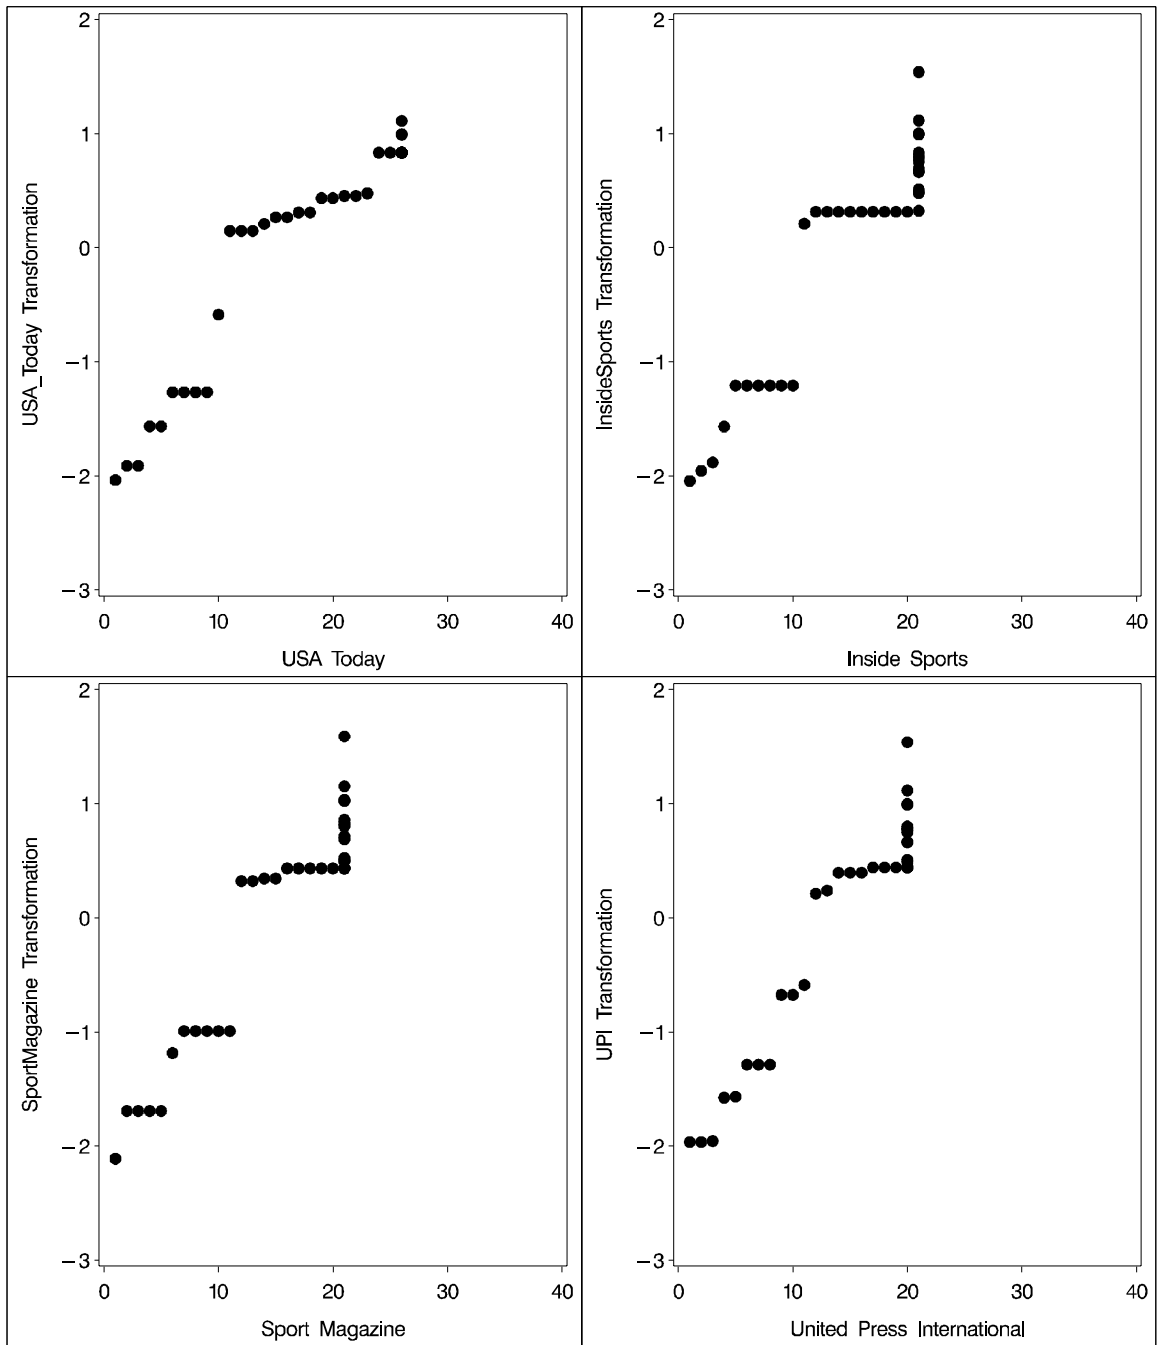 USA_Today Transformation
2
1
0
−1
−2
−3
0 10 20 30 40
USA Today
InsideSports Transformation
2
1
0
−1
−2
−3
0 10 20 30 40
Inside Sports
SportMagazine Transformation
2
1
0
−1
−2
−3
0 10 20 30 40
Sport Magazine
UPI Transformation
2
1
0
−1
−2
−3
0 10 20 30 40
United Press International